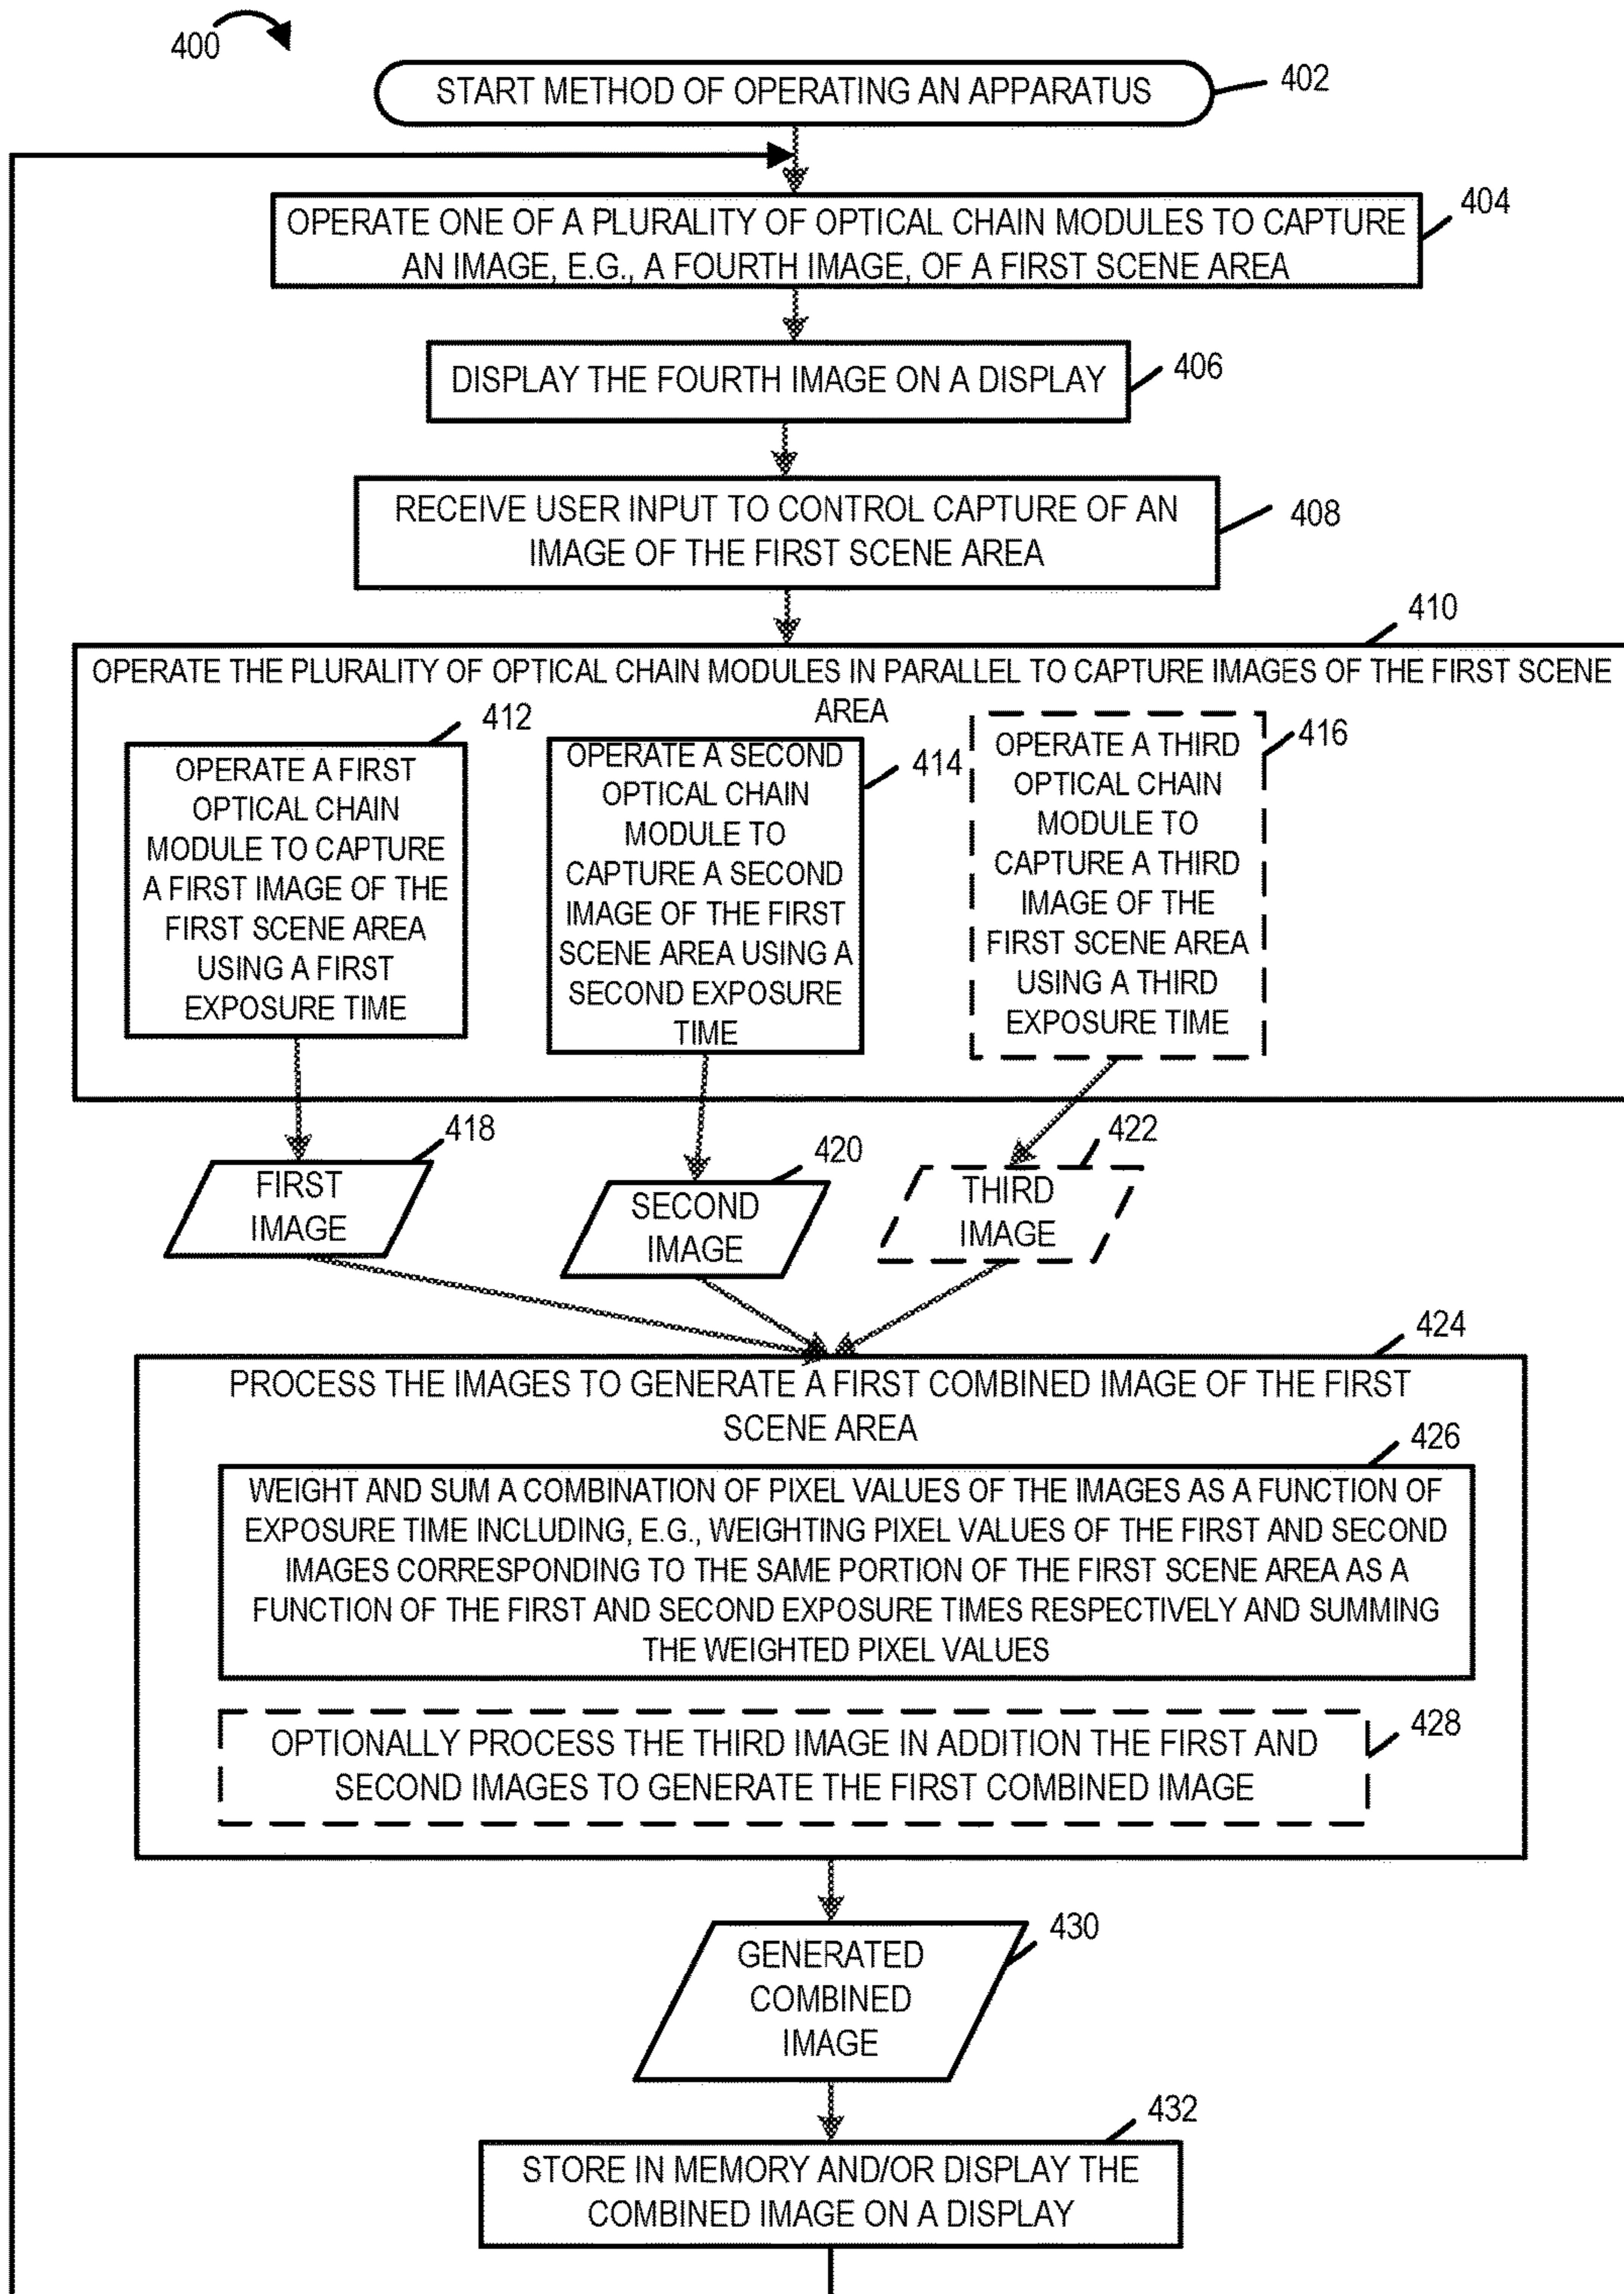 400
START METHOD OF OPERATING AN APPARATUS
402
OPERATE ONE OF A PLURALITY OF OPTICAL CHAIN MODULES TO CAPTURE
AN IMAGE, E.G., A FOURTH IMAGE, OF A FIRST SCENE AREA
404
DISPLAY THE FOURTH IMAGE ON A DISPLAY
406
RECEIVE USER INPUT TO CONTROL CAPTURE OF AN
IMAGE OF THE FIRST SCENE AREA
408
410
OPERATE THE PLURALITY OF OPTICAL CHAIN MODULES IN PARALLEL TO CAPTURE IMAGES OF THE FIRST SCENE
AREA
412
OPERATE A FIRST
OPTICAL CHAIN
MODULE TO CAPTURE
A FIRST IMAGE OF THE
FIRST SCENE AREA
USING A FIRST
EXPOSURE TIME
414
OPERATE A SECOND
OPTICAL CHAIN
MODULE TO
CAPTURE A SECOND
IMAGE OF THE FIRST
SCENE AREA USING A
SECOND EXPOSURE
TIME
416
OPERATE A THIRD
OPTICAL CHAIN
MODULE TO
CAPTURE A THIRD
IMAGE OF THE
FIRST SCENE AREA
USING A THIRD
EXPOSURE TIME
418
FIRST
IMAGE
420
SECOND
IMAGE
422
THIRD
IMAGE
424
PROCESS THE IMAGES TO GENERATE A FIRST COMBINED IMAGE OF THE FIRST
SCENE AREA
426
WEIGHT AND SUM A COMBINATION OF PIXEL VALUES OF THE IMAGES AS A FUNCTION OF
EXPOSURE TIME INCLUDING, E.G., WEIGHTING PIXEL VALUES OF THE FIRST AND SECOND
IMAGES CORRESPONDING TO THE SAME PORTION OF THE FIRST SCENE AREA AS A
FUNCTION OF THE FIRST AND SECOND EXPOSURE TIMES RESPECTIVELY AND SUMMING
THE WEIGHTED PIXEL VALUES
428
OPTIONALLY PROCESS THE THIRD IMAGE IN ADDITION THE FIRST AND
SECOND IMAGES TO GENERATE THE FIRST COMBINED IMAGE
430
GENERATED
COMBINED
IMAGE
432
STORE IN MEMORY AND/OR DISPLAY THE
COMBINED IMAGE ON A DISPLAY